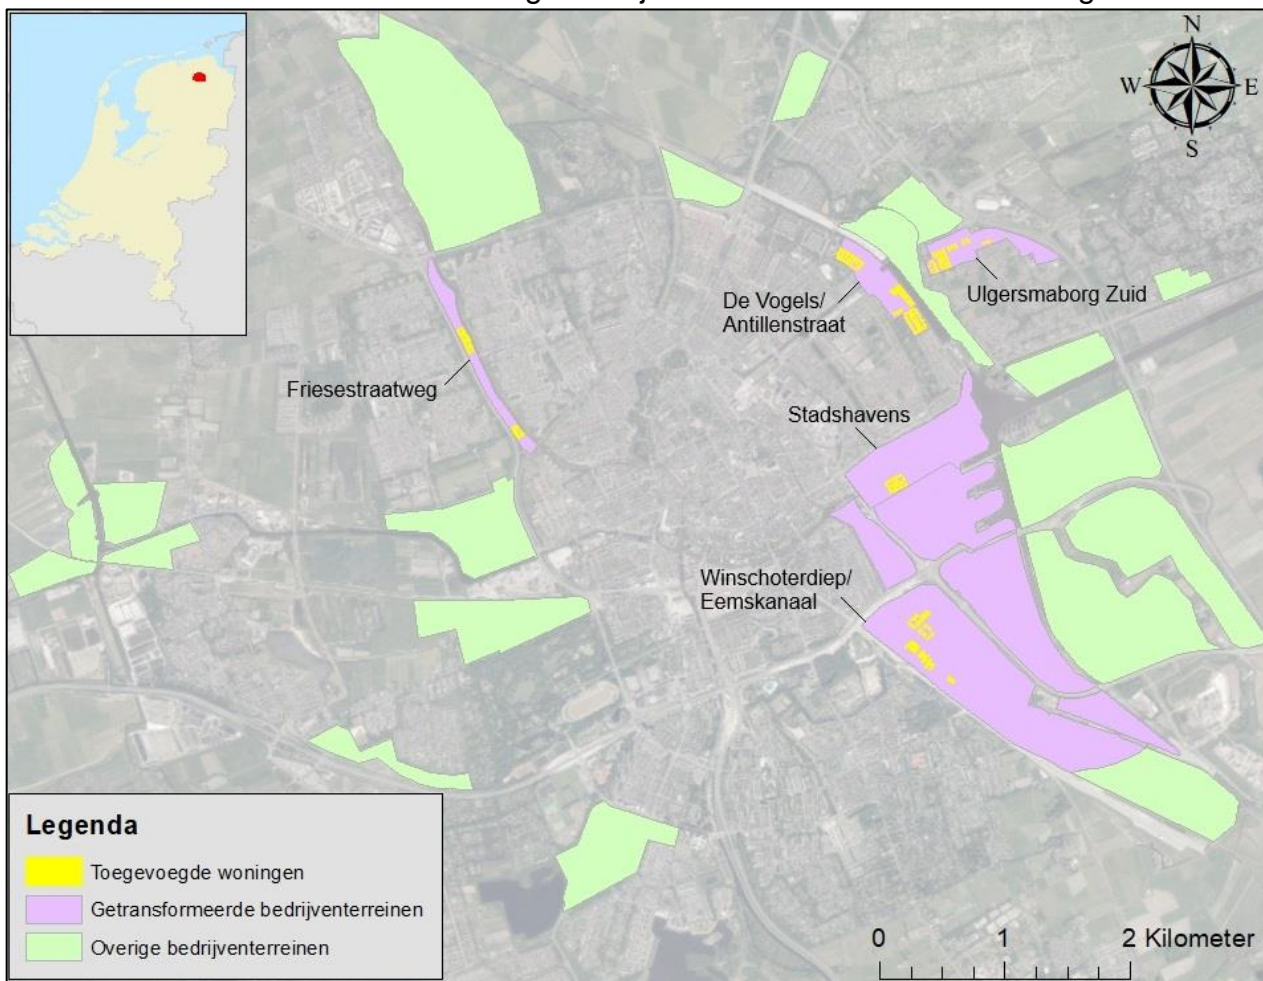 N
W E
S
De Vogels/
Antillenstraat
Ulgersmaborg Zuid
Friesestraatweg
Stadshavens
Winschoterdiep/
Eemskanaal
Legenda
Toegevoegde woningen
Getransformeerde bedrijventerreinen
Overige bedrijventerreinen
0 1 2 Kilometer